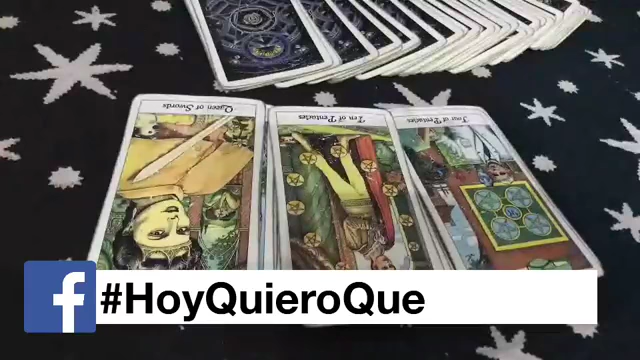 Queen of Swords
Ten of Pentacles
Four of Pentacles
f #HoyQuieroQue